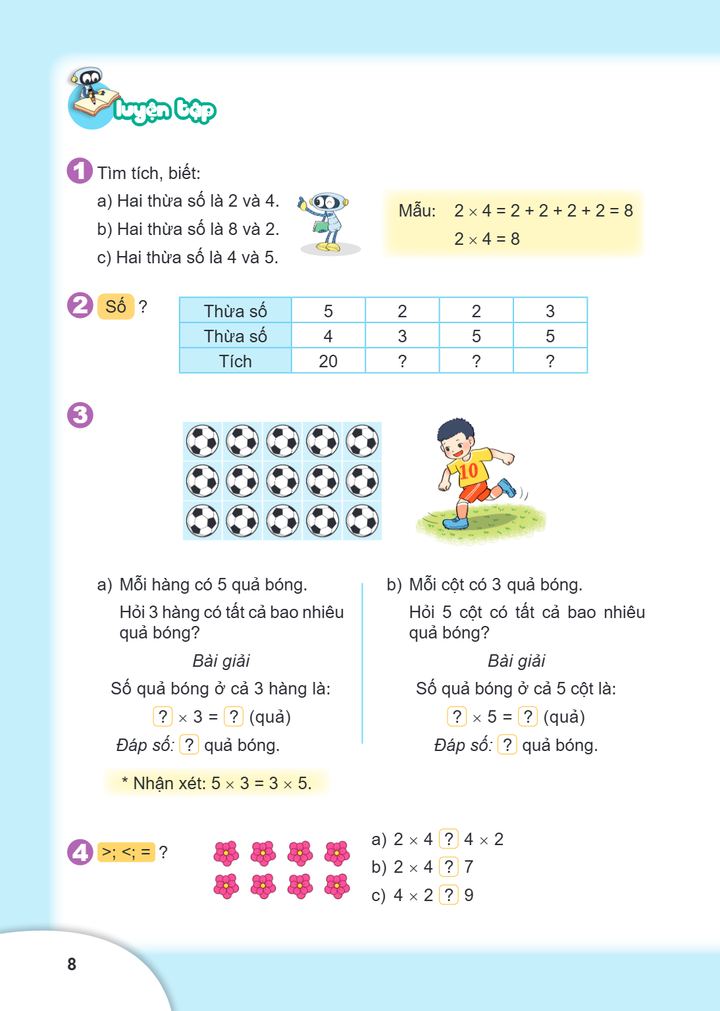 luyện tập
1 Tìm tích, biết:
a) Hai thừa số là 2 và 4.
b) Hai thừa số là 8 và 2.
c) Hai thừa số là 4 và 5.
Mẫu: 2 × 4 = 2 + 2 + 2 + 2 = 8
2 × 4 = 8
2 Số ?
Thừa số 5 2 2 3
Thừa số 4 3 5 5
Tích 20 ? ? ?
3
10
a) Mỗi hàng có 5 quả bóng.
Hỏi 3 hàng có tất cả bao nhiêu
quả bóng?
Bài giải
Số quả bóng ở cả 3 hàng là:
? × 3 = ? (quả)
Đáp số: ? quả bóng.
b) Mỗi cột có 3 quả bóng.
Hỏi 5 cột có tất cả bao nhiêu
quả bóng?
Bài giải
Số quả bóng ở cả 5 cột là:
? × 5 = ? (quả)
Đáp số: ? quả bóng.
* Nhận xét: 5 × 3 = 3 × 5.
4 >; <; = ?
a) 2 × 4 ? 4 × 2
b) 2 × 4 ? 7
c) 4 × 2 ? 9
8